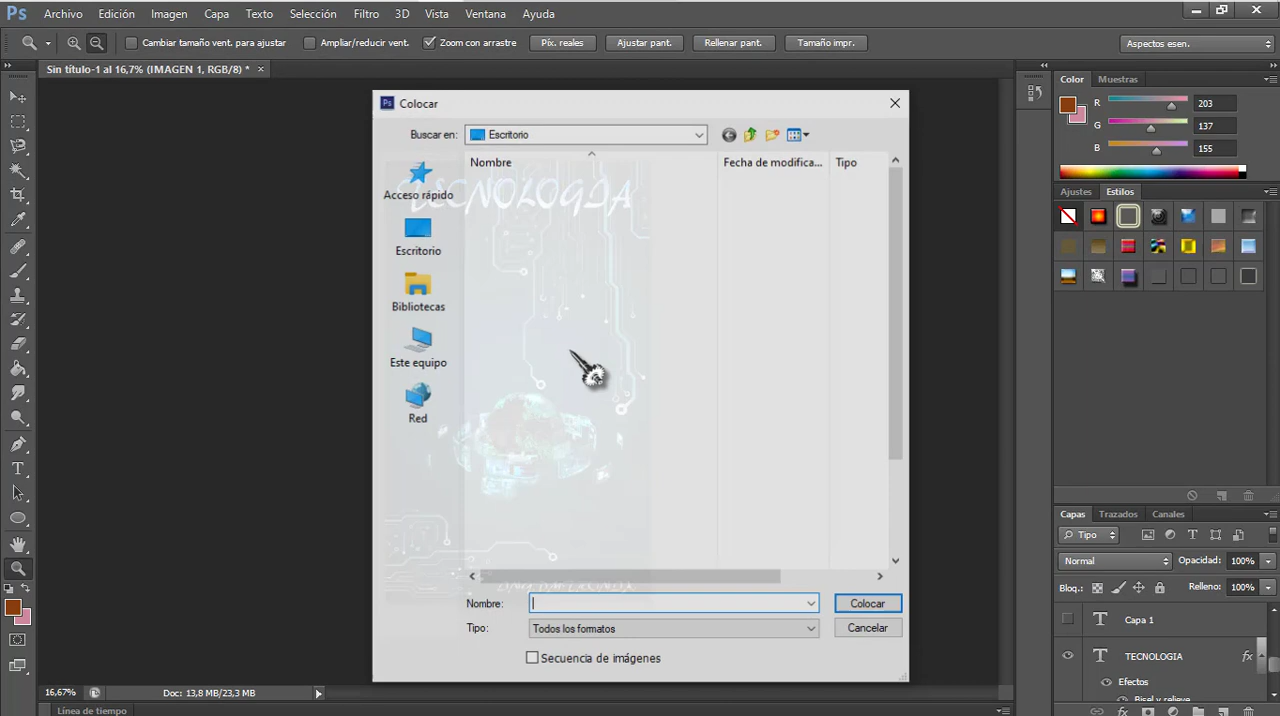 Ps Archivo Edición Imagen Capa Texto Selección Filtro 3D Vista Ventana Ayuda
Cambiar tamaño vent. para ajustar Ampliar/reducir vent. Zoom con arrastre Píx. reales Ajustar pant. Rellenar pant. Tamaño impr. Aspectos esen.
Sin título-1 al 16,7% (IMAGEN 1, RGB/8) *
Color Muestras
R 203
G 137
B 155
Ajustes Estilos
Ps Colocar
Buscar en: Escritorio
Nombre Fecha de modifica... Tipo
Acceso rápido
TECNOLOGIA
Escritorio
Bibliotecas
Este equipo
Red
Nombre: Colocar
Tipo: Todos los formatos Cancelar
Secuencia de imágenes
Capas Trazados Canales
Tipo
Normal Opacidad: 100%
Bloq.: Relleno: 100%
T Capa 1
T TECNOLOGIA fx
Efectos
Bisel y relieve
16,67% Doc: 13,8 MB/23,3 MB
Línea de tiempo